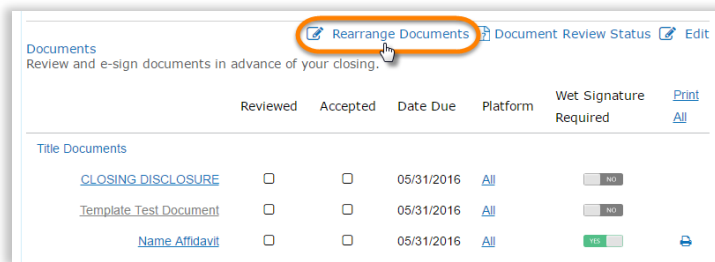 Rearrange Documents Document Review Status Edit
Documents
Review and e-sign documents in advance of your closing.
Reviewed Accepted Date Due Platform Wet Signature Required Print All
Title Documents
CLOSING DISCLOSURE 05/31/2016 All NO
Template Test Document 05/31/2016 All NO
Name Affidavit 05/31/2016 All YES